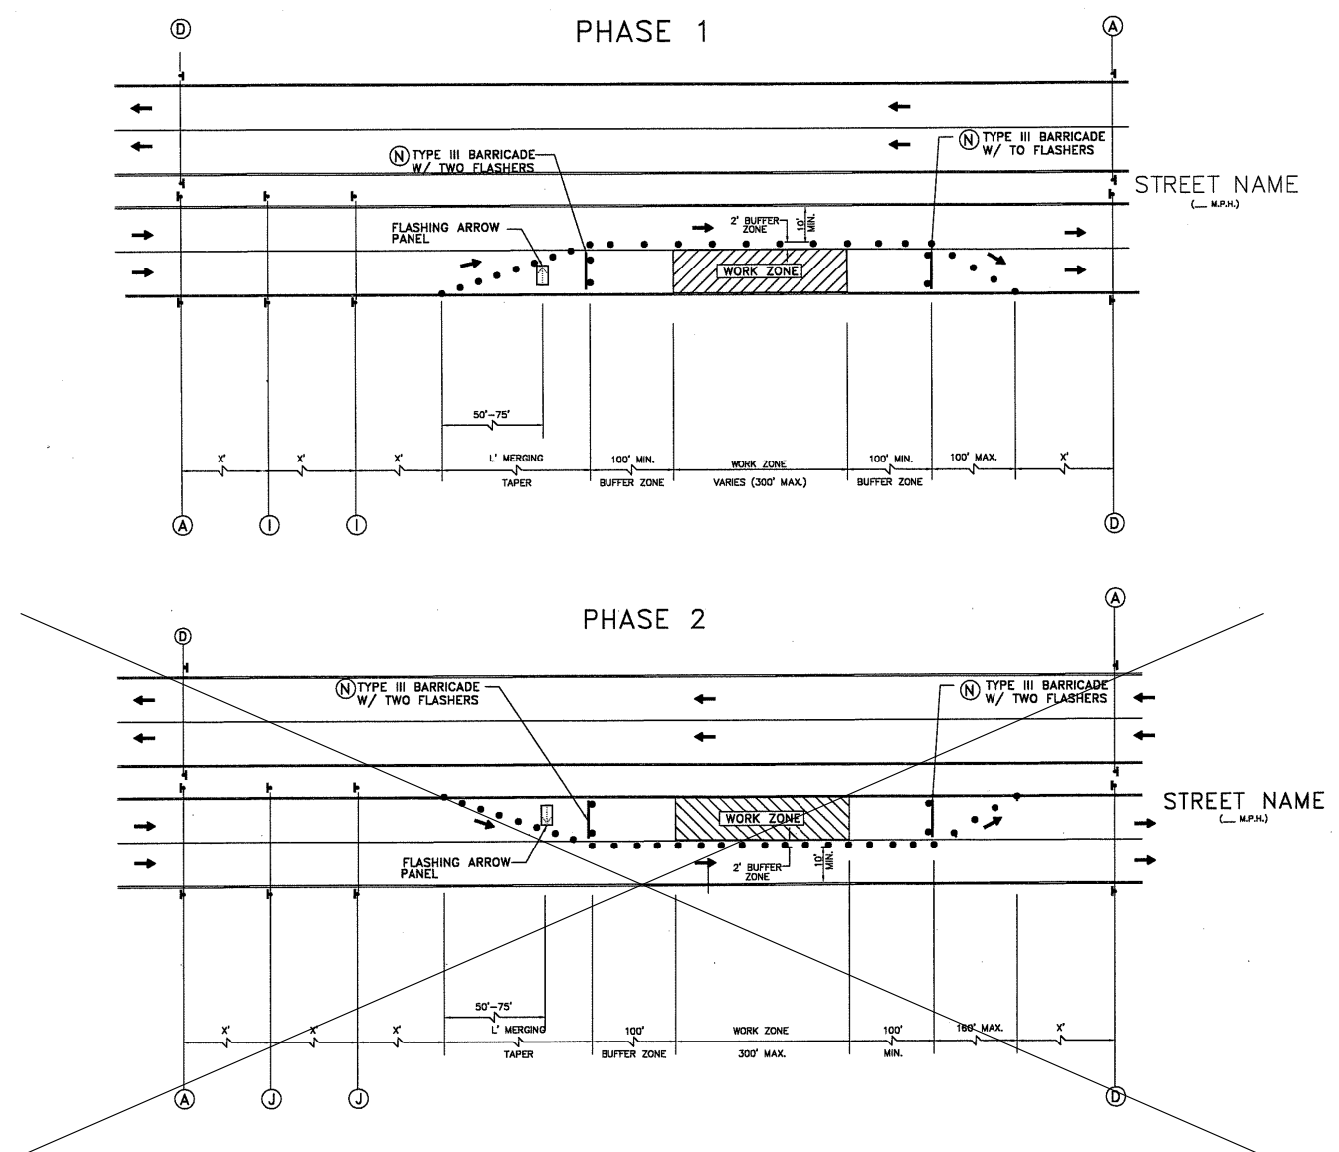 PHASE 1
D
A
N TYPE III BARRICADE
W/ TWO FLASHERS
N TYPE III BARRICADE
W/ TO FLASHERS
STREET NAME
(__ M.P.H.)
FLASHING ARROW
PANEL
2' BUFFER
ZONE
10'
MIN.
WORK ZONE
50'-75'
X' X' X' L' MERGING 100' MIN. WORK ZONE 100' MIN. 100' MAX. X'
TAPER BUFFER ZONE VARIES (300' MAX.) BUFFER ZONE
A I I D
PHASE 2
D
A
N TYPE III BARRICADE
W/ TWO FLASHERS
N TYPE III BARRICADE
W/ TWO FLASHERS
STREET NAME
(__ M.P.H.)
WORK ZONE
FLASHING ARROW
PANEL
2' BUFFER
ZONE
10'
MIN.
50'-75'
X' X' X' L' MERGING 100' WORK ZONE 100' 160' MAX. X'
TAPER BUFFER ZONE 300' MAX. MIN.
A J J D